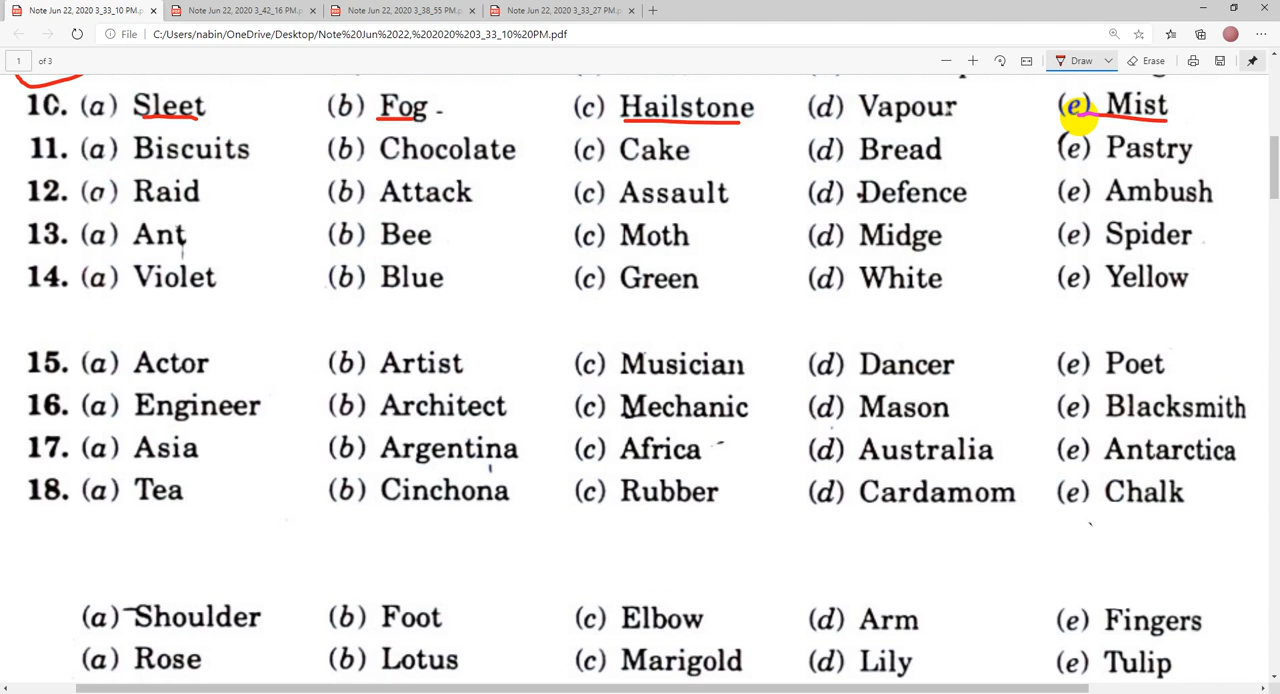 Note Jun 22, 2020 3_33_10 PM.p Note Jun 22, 2020 3_42_16 PM.p Note Jun 22, 2020 3_38_55 PM.p Note Jun 22, 2020 3_33_27 PM.p
File C:/Users/nabin/OneDrive/Desktop/Note%20Jun%2022,%202020%203_33_10%20PM.pdf
1 of 3 Draw Erase
10. (a) Sleet (b) Fog (c) Hailstone (d) Vapour (e) Mist
11. (a) Biscuits (b) Chocolate (c) Cake (d) Bread (e) Pastry
12. (a) Raid (b) Attack (c) Assault (d) Defence (e) Ambush
13. (a) Ant (b) Bee (c) Moth (d) Midge (e) Spider
14. (a) Violet (b) Blue (c) Green (d) White (e) Yellow
15. (a) Actor (b) Artist (c) Musician (d) Dancer (e) Poet
16. (a) Engineer (b) Architect (c) Mechanic (d) Mason (e) Blacksmith
17. (a) Asia (b) Argentina (c) Africa (d) Australia (e) Antarctica
18. (a) Tea (b) Cinchona (c) Rubber (d) Cardamom (e) Chalk
(a) Shoulder (b) Foot (c) Elbow (d) Arm (e) Fingers
(a) Rose (b) Lotus (c) Marigold (d) Lily (e) Tulip